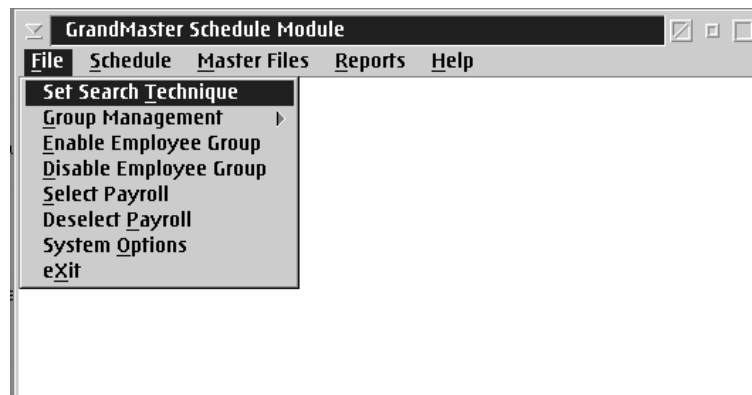 GrandMaster Schedule Module
File Schedule Master Files Reports Help
Set Search Technique
Group Management
Enable Employee Group
Disable Employee Group
Select Payroll
Deselect Payroll
System Options
eXit